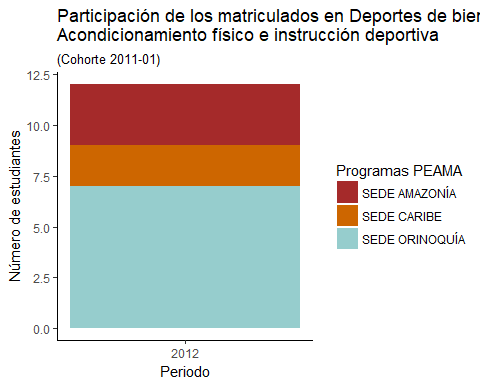 Participación de los matriculados en Deportes de bien
Acondicionamiento físico e instrucción deportiva
(Cohorte 2011-01)
12.5
10.0
7.5
5.0
2.5
0.0
Número de estudiantes
2012
Periodo
Programas PEAMA
SEDE AMAZONÍA
SEDE CARIBE
SEDE ORINOQUÍA